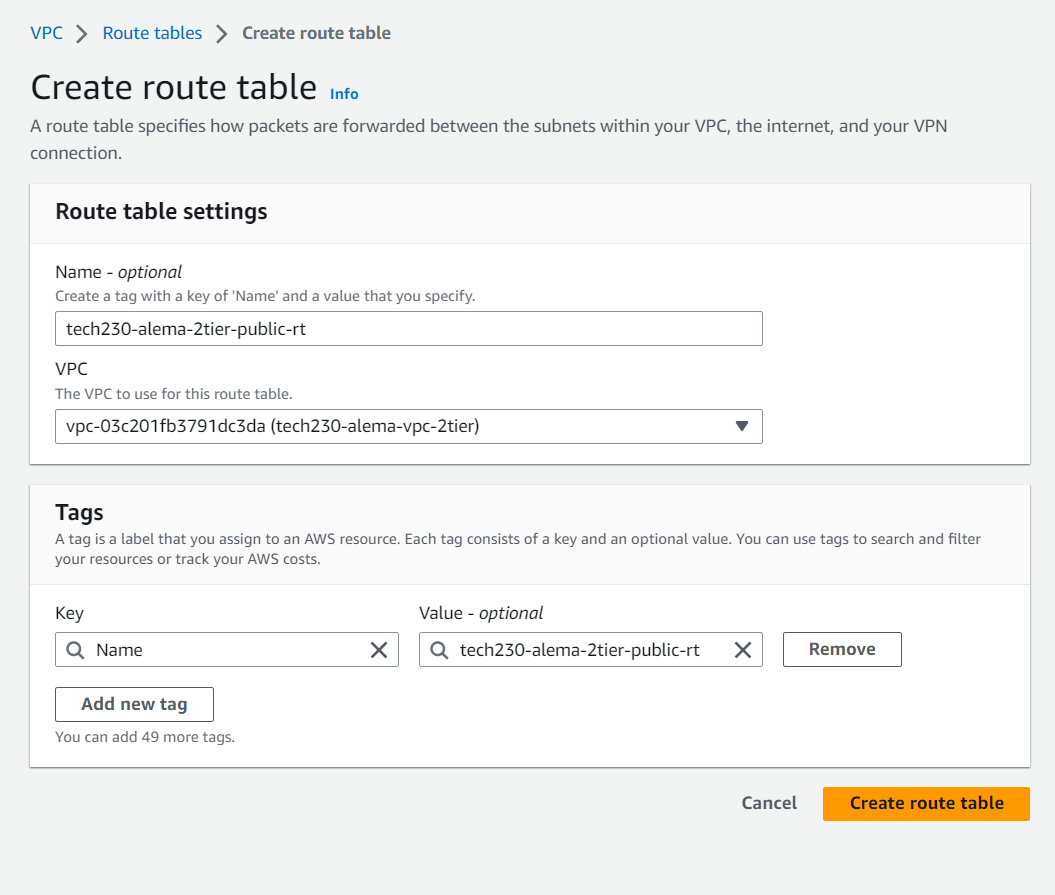 VPC > Route tables > Create route table
Create route table Info
A route table specifies how packets are forwarded between the subnets within your VPC, the internet, and your VPN
connection.
Route table settings
Name - optional
Create a tag with a key of 'Name' and a value that you specify.
tech230-alema-2tier-public-rt
VPC
The VPC to use for this route table.
vpc-03c201fb3791dc3da (tech230-alema-vpc-2tier)
Tags
A tag is a label that you assign to an AWS resource. Each tag consists of a key and an optional value. You can use tags to search and filter
your resources or track your AWS costs.
Key Value - optional
Name tech230-alema-2tier-public-rt Remove
Add new tag
You can add 49 more tags.
Cancel Create route table